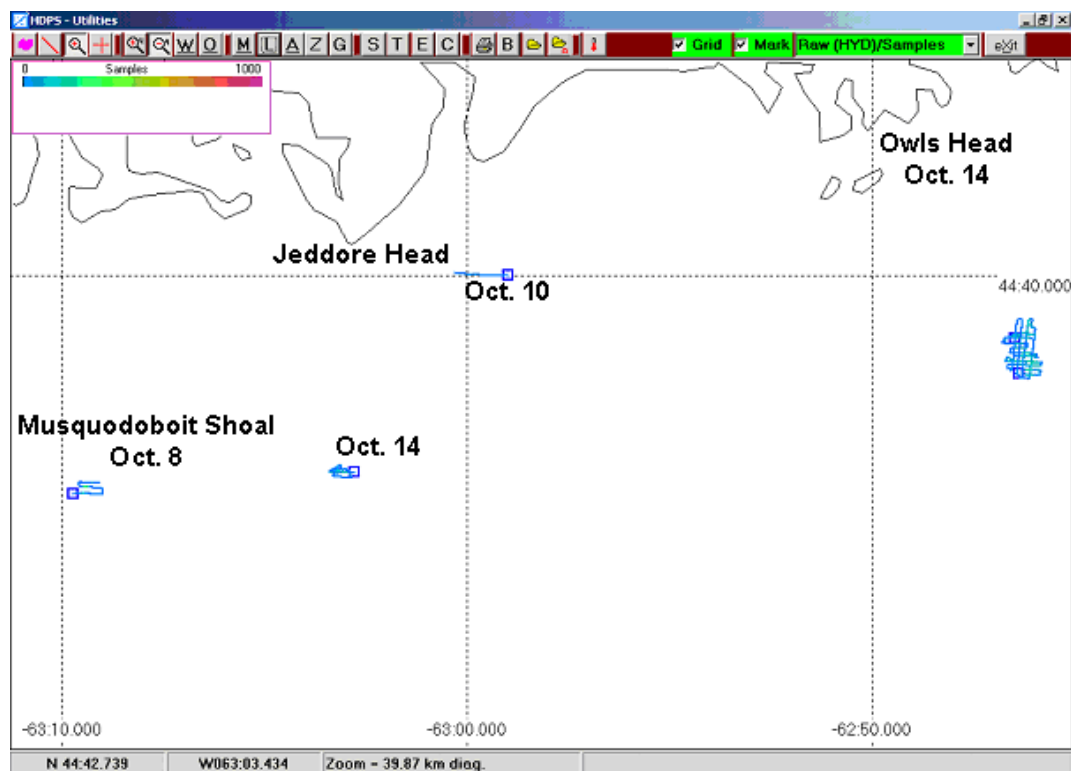 HDPS - Utilities
W O M L A Z G S T E C B Grid Mark Raw (HYD)/Samples eXit
0 Samples 1000
Owls Head
Oct. 14
Jeddore Head
44:40.000
Oct. 10
Musquodoboit Shoal
Oct. 8
Oct. 14
-63:10.000 -63:00.000 -62:50.000
N 44:42.739 W063:03.434 Zoom = 39.87 km diag.